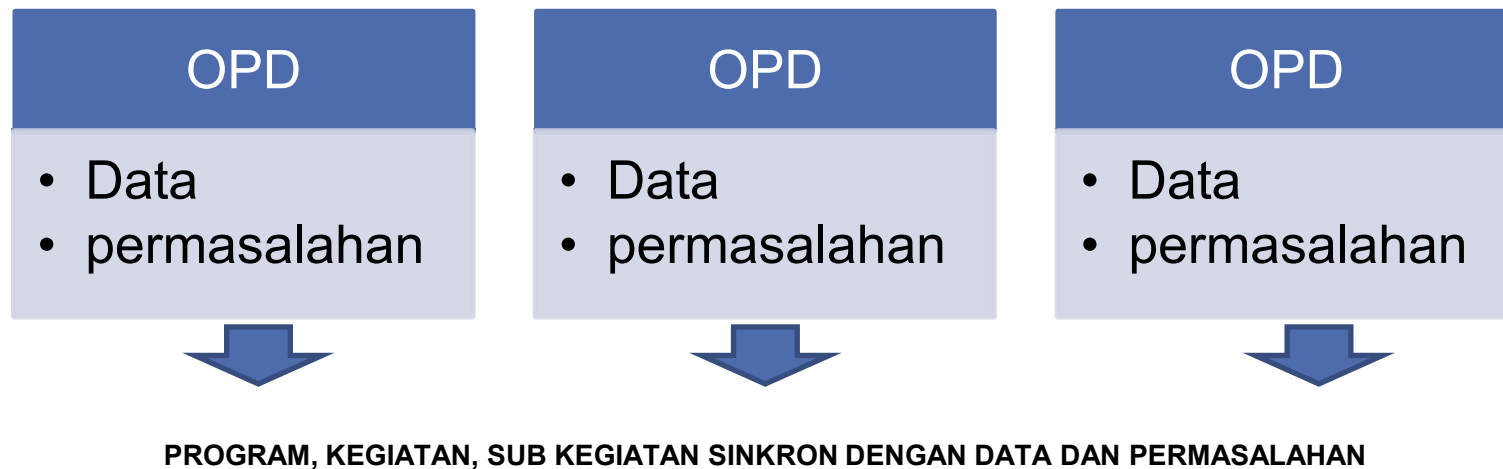 OPD
• Data
• permasalahan
OPD
• Data
• permasalahan
OPD
• Data
• permasalahan
PROGRAM, KEGIATAN, SUB KEGIATAN SINKRON DENGAN DATA DAN PERMASALAHAN